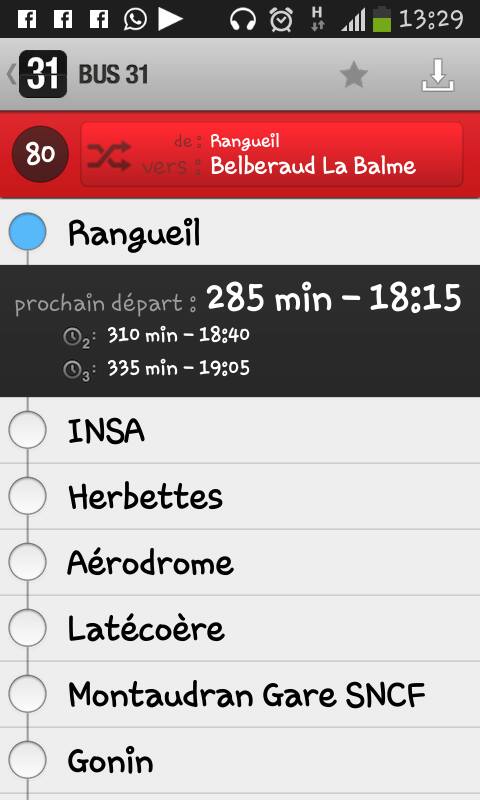 H 13:29
31 BUS 31
80
de : Rangueil
vers : Belberaud La Balme
Rangueil
prochain départ : 285 min – 18:15
2: 310 min – 18:40
3: 335 min – 19:05
INSA
Herbettes
Aérodrome
Latécoère
Montaudran Gare SNCF
Gonin